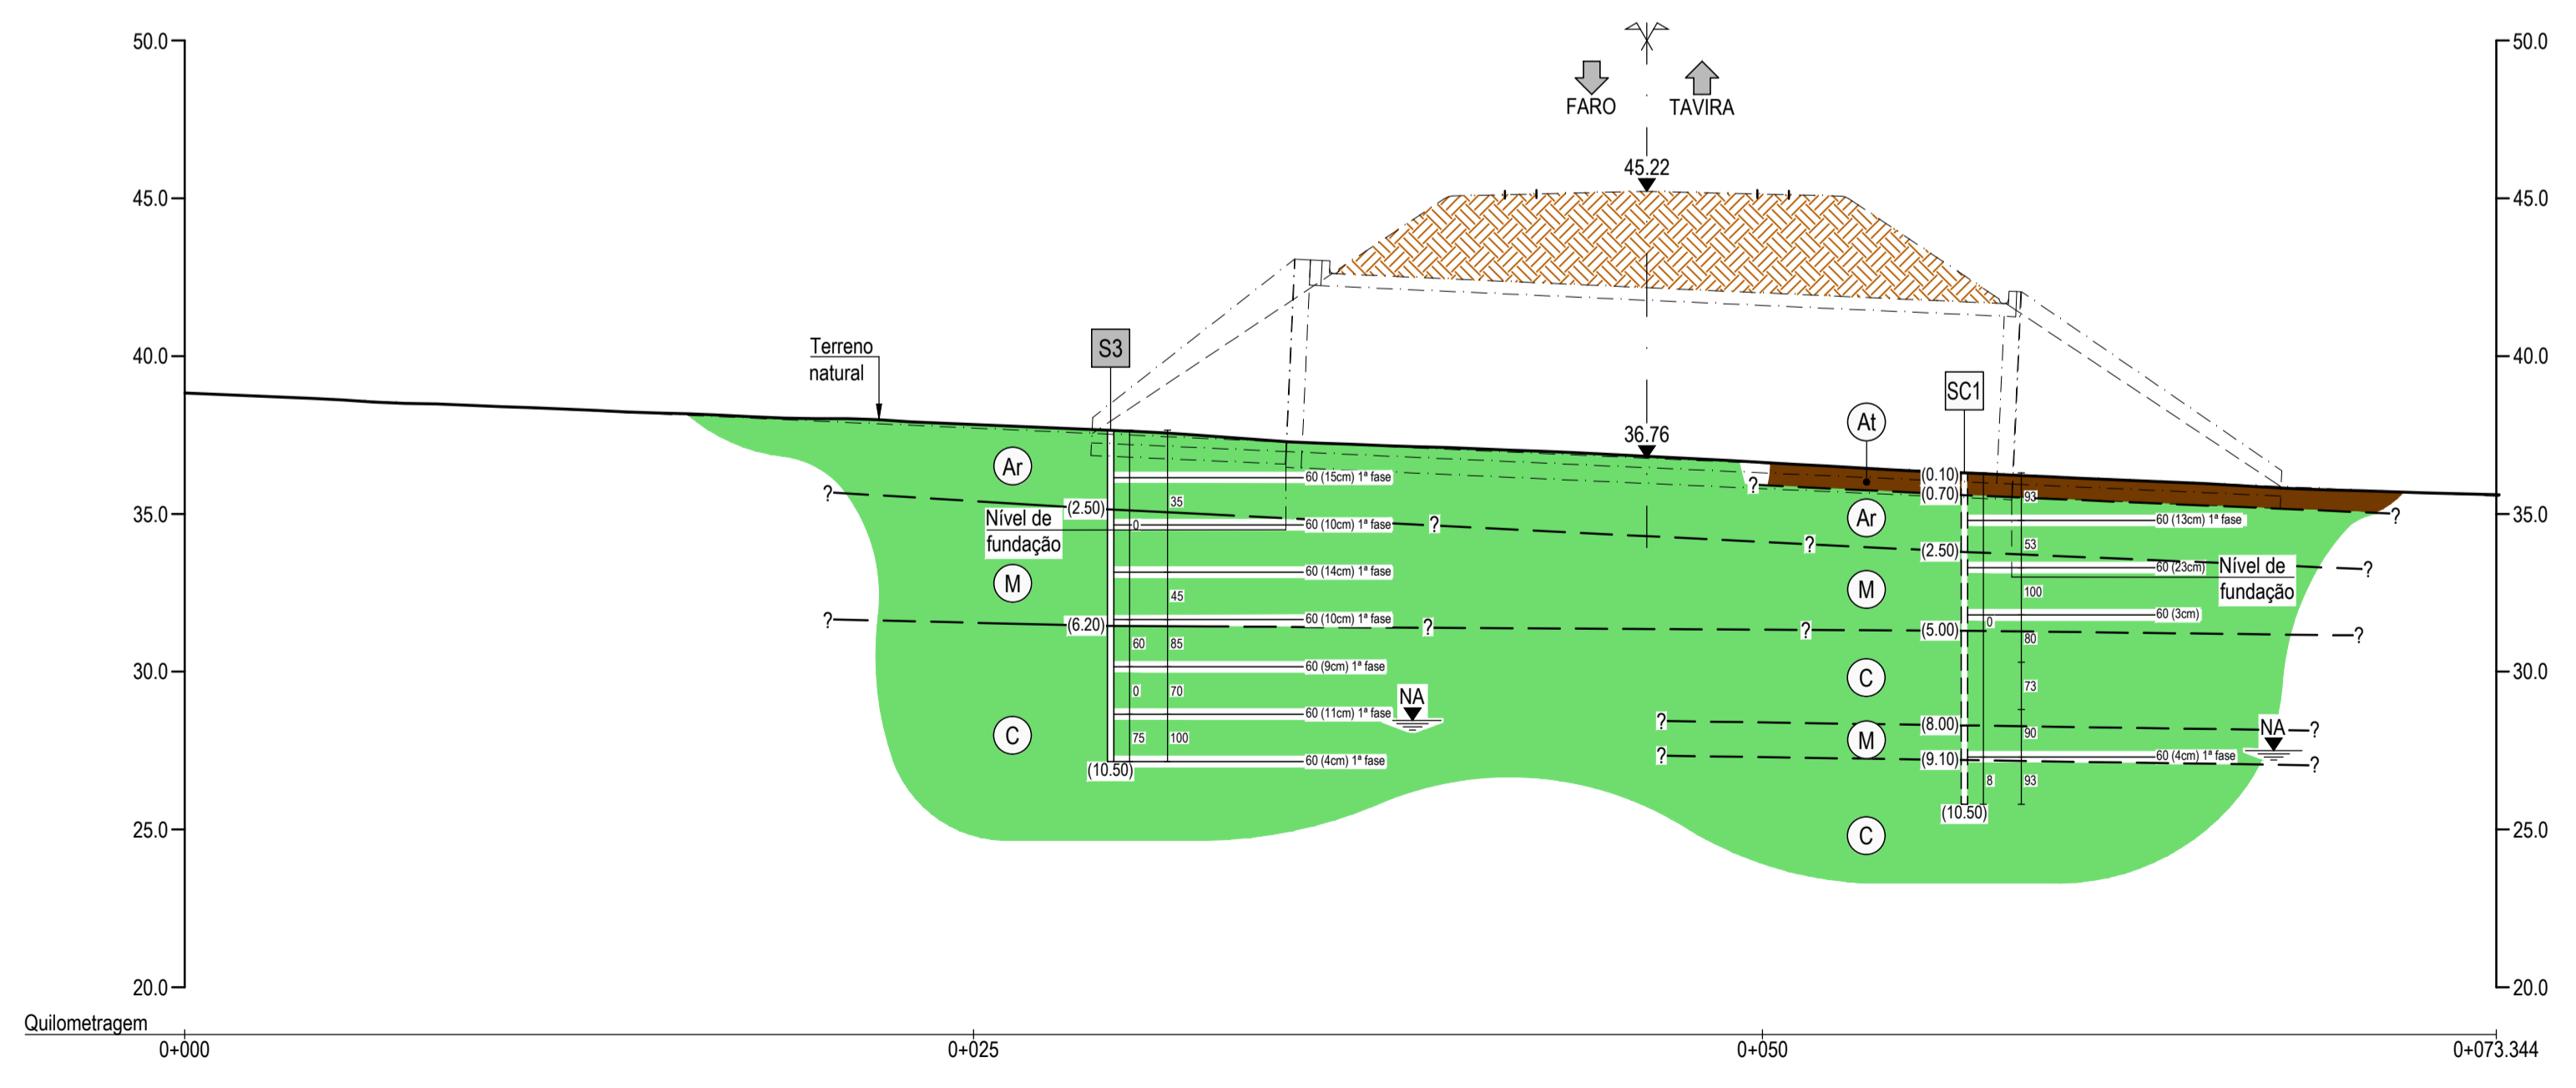 50.0
50.0
FARO
TAVIRA
45.22
45.0
45.0
S3
Terreno
natural
40.0
40.0
SC1
At
36.76
Ar
(0.10)
?
60 (15cm) 1ª fase
?
(0.70)
93
35
(2.50)
35.0
Nível de
fundação
0
60 (10cm) 1ª fase
?
Ar
60 (13cm) 1ª fase
?
35.0
?
(2.50)
53
M
60 (14cm) 1ª fase
M
60 (23cm)
Nível de
fundação
?
45
100
?
(6.20)
60 (10cm) 1ª fase
?
?
(5.00)
0
60 (3cm)
80
?
60
85
30.0
60 (9cm) 1ª fase
C
30.0
0
70
73
NA
60 (11cm) 1ª fase
?
(8.00)
NA
?
C
75
100
M
90
?
(9.10)
60 (4cm) 1ª fase
?
(10.50)
60 (4cm) 1ª fase
8
93
(10.50)
25.0
C
25.0
20.0
20.0
Quilometragem
0+000
0+025
0+050
0+073.344